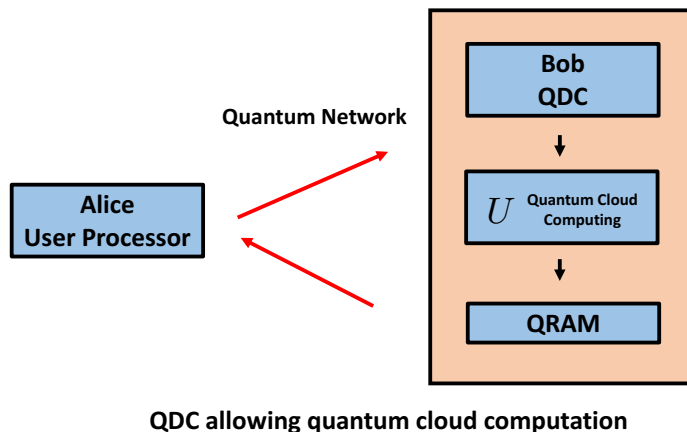 Bob
QDC
Quantum Network
U Quantum Cloud
Computing
Alice
User Processor
QRAM
QDC allowing quantum cloud computation